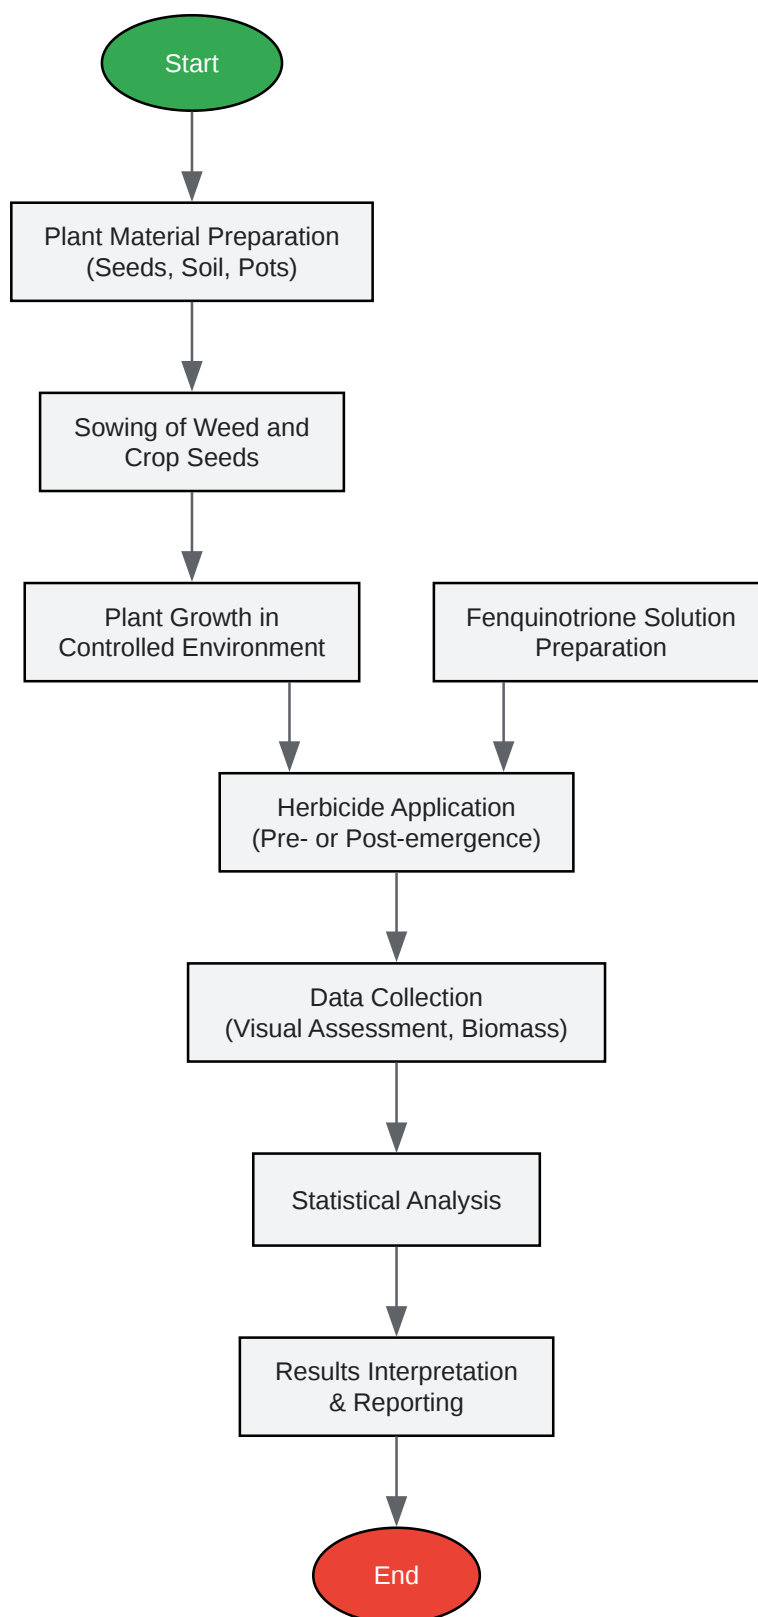 Start
Plant Material Preparation
(Seeds, Soil, Pots)
Sowing of Weed and
Crop Seeds
Plant Growth in
Controlled Environment
Fenquinotrione Solution
Preparation
Herbicide Application
(Pre- or Post-emergence)
Data Collection
(Visual Assessment, Biomass)
Statistical Analysis
Results Interpretation
& Reporting
End